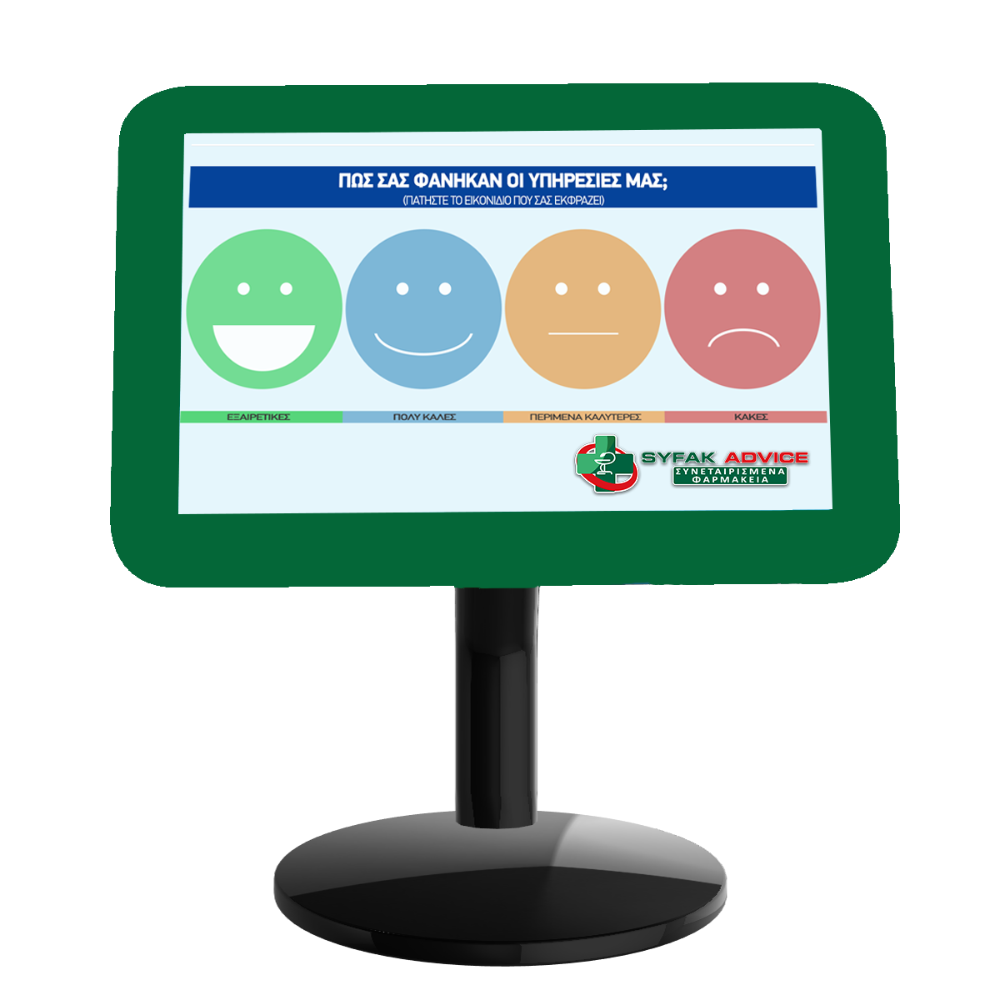 ΠΩΣ ΣΑΣ ΦΑΝΗΚΑΝ ΟΙ ΥΠΗΡΕΣΙΕΣ ΜΑΣ;
(ΠΑΤΗΣΤΕ ΤΟ ΕΙΚΟΝΙΔΙΟ ΠΟΥ ΣΑΣ ΕΚΦΡΑΖΕΙ)
ΕΞΑΙΡΕΤΙΚΕΣ
ΠΟΛΥ ΚΑΛΕΣ
ΠΕΡΙΜΕΝΑ ΚΑΛΥΤΕΡΕΣ
ΚΑΚΕΣ
SYFAK ADVICE
ΣΥΝΕΤΑΙΡΙΣΜΕΝΑ
ΦΑΡΜΑΚΕΙΑ